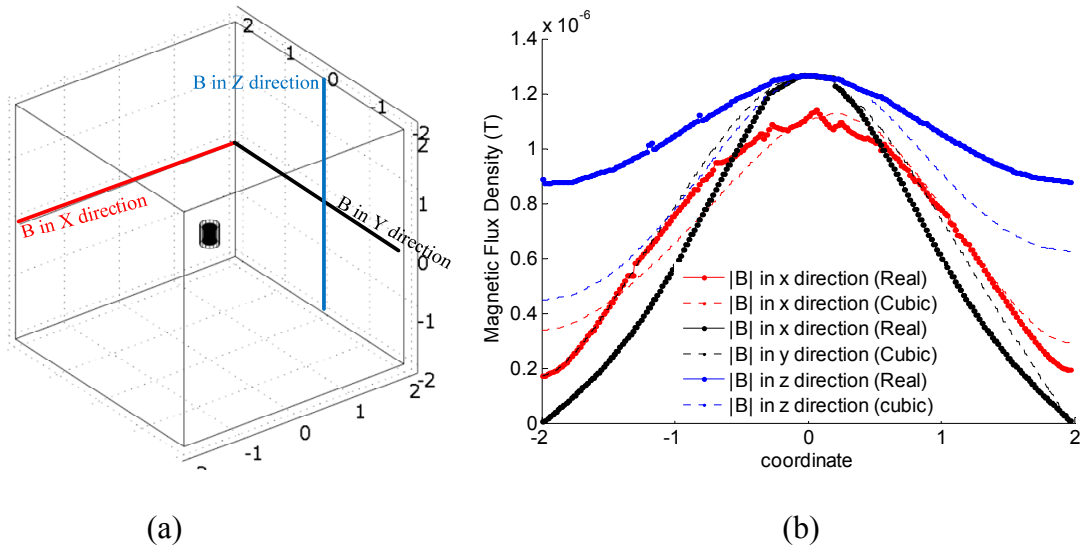 2
1
0
-1
-2
B in Z direction
B in X direction
B in Y direction
2
1
0
-1
-2
-1
0
1
2
x 10⁻⁶
1.4
1.2
1
0.8
0.6
0.4
0.2
0
Magnetic Flux Density (T)
|B| in x direction (Real)
|B| in x direction (Cubic)
|B| in x direction (Real)
|B| in y direction (Cubic)
|B| in z direction (Real)
|B| in z direction (cubic)
-2
-1
0
1
2
coordinate
(a)
(b)